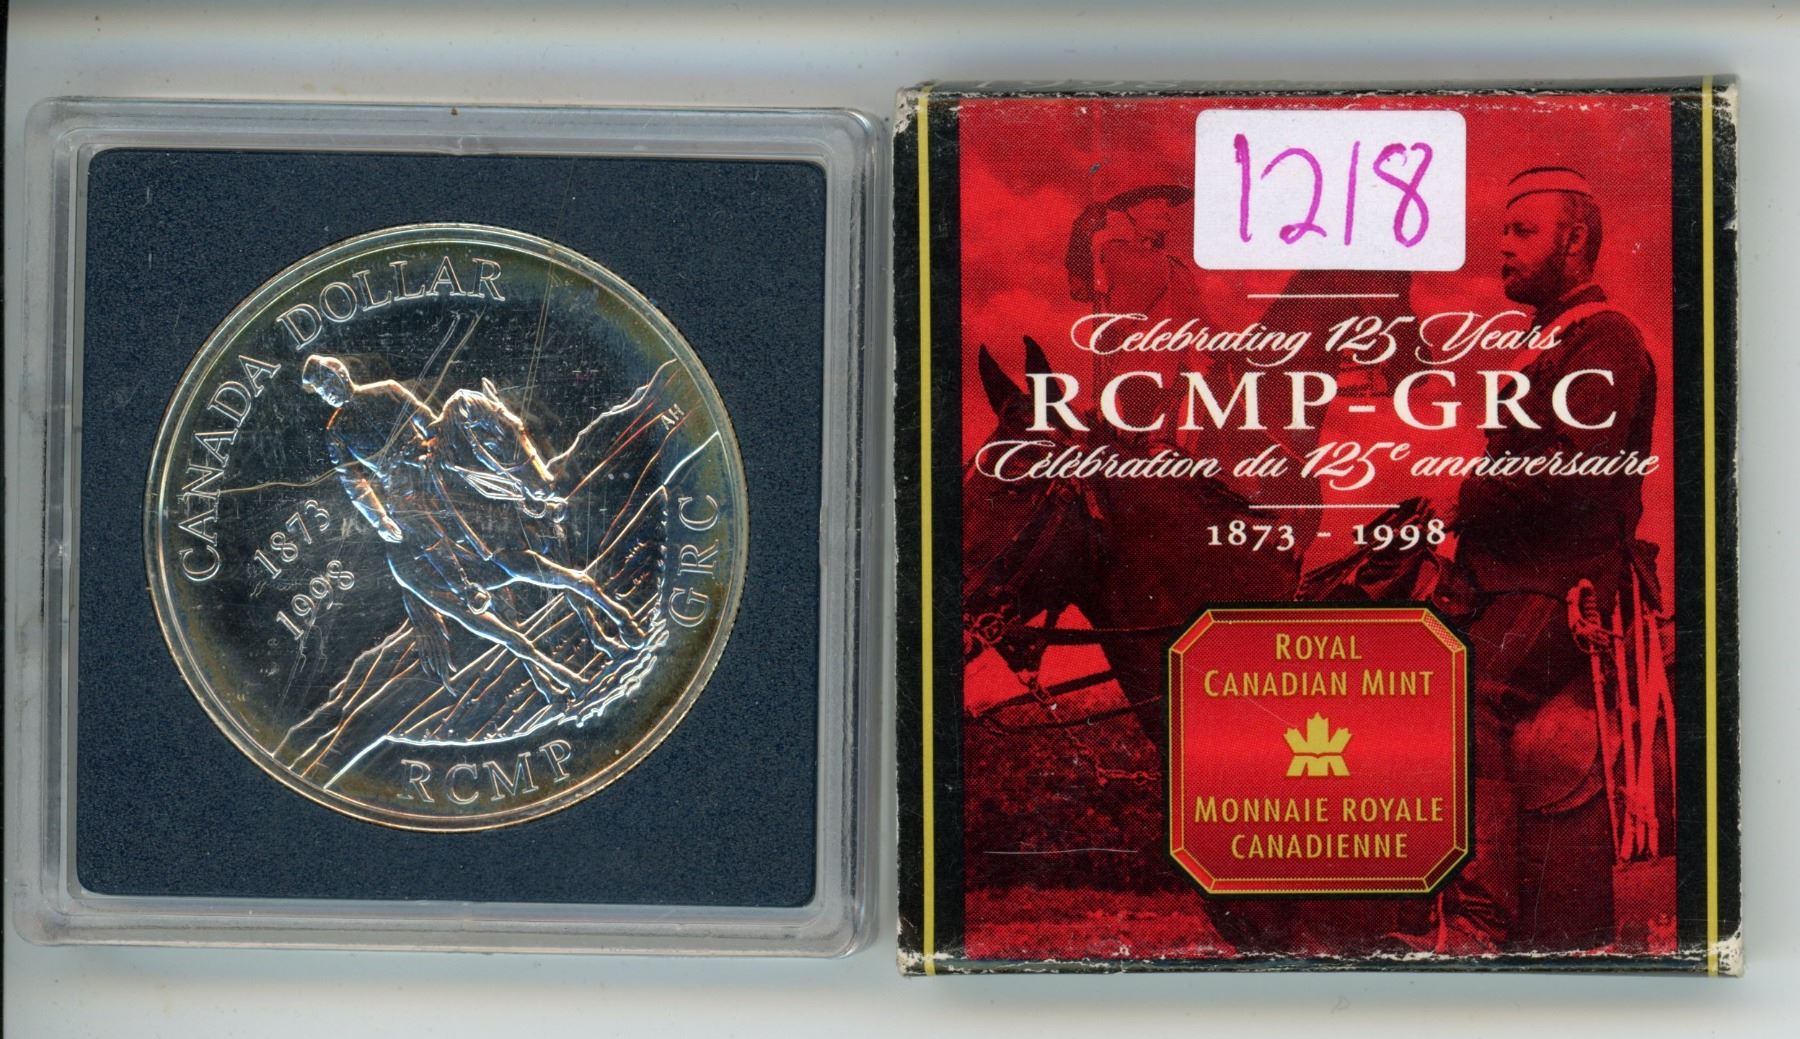 CANADA DOLLAR
AH
1873
1998
GRC
RCMP
1218
Celebrating 125 Years
RCMP-GRC
Célébration du 125e anniversaire
1873 - 1998
ROYAL
CANADIAN MINT
MONNAIE ROYALE
CANADIENNE